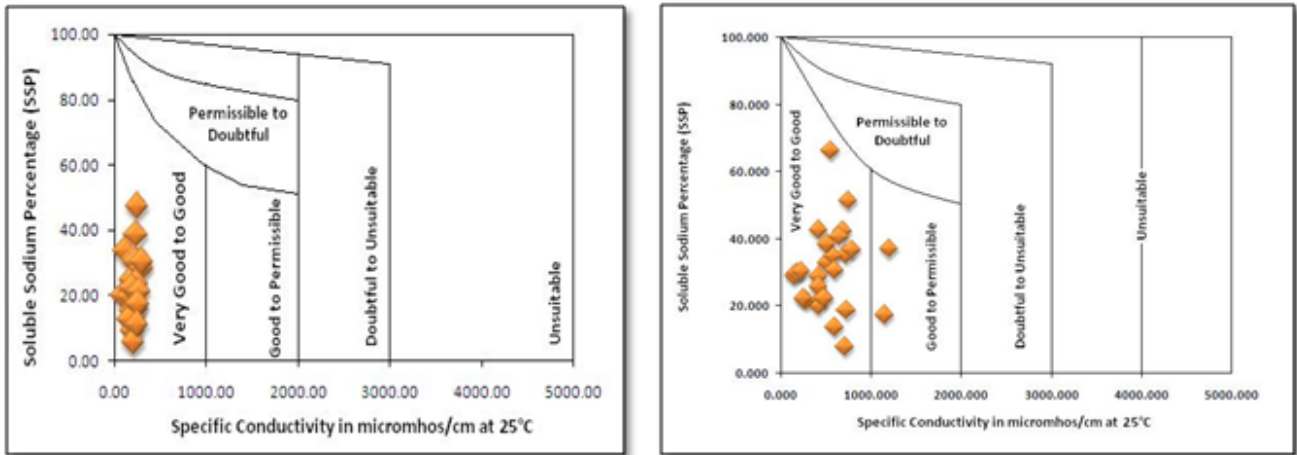 Soluble Sodium Percentage (SSP)
100.00
80.00
60.00
40.00
20.00
0.00
Permissible to
Doubtful
Very Good to Good
Good to Permissible
Doubtful to Unsuitable
Unsuitable
0.00 1000.00 2000.00 3000.00 4000.00 5000.00
Specific Conductivity in micromhos/cm at 25°C
Soluble Sodium Percentage (SSP)
100.000
80.000
60.000
40.000
20.000
0.000
Very Good to Good
Permissible to
Doubtful
Good to Permissible
Doubtful to Unsuitable
Unsuitable
0.000 1000.000 2000.000 3000.000 4000.000 5000.000
Specific Conductivity in micromhos/cm at 25°C